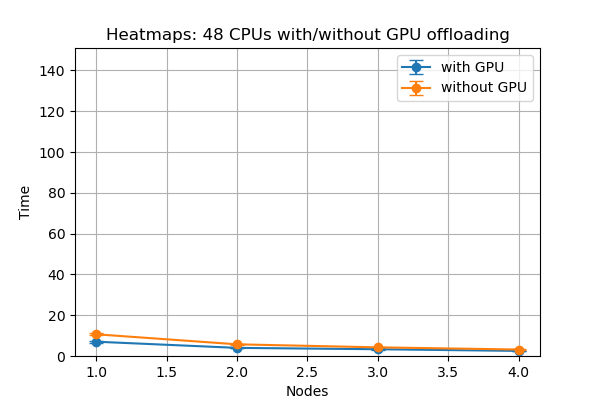 Heatmaps: 48 CPUs with/without GPU offloading
with GPU
without GPU
140
120
100
80
60
40
20
0
Time
1.0 1.5 2.0 2.5 3.0 3.5 4.0
Nodes